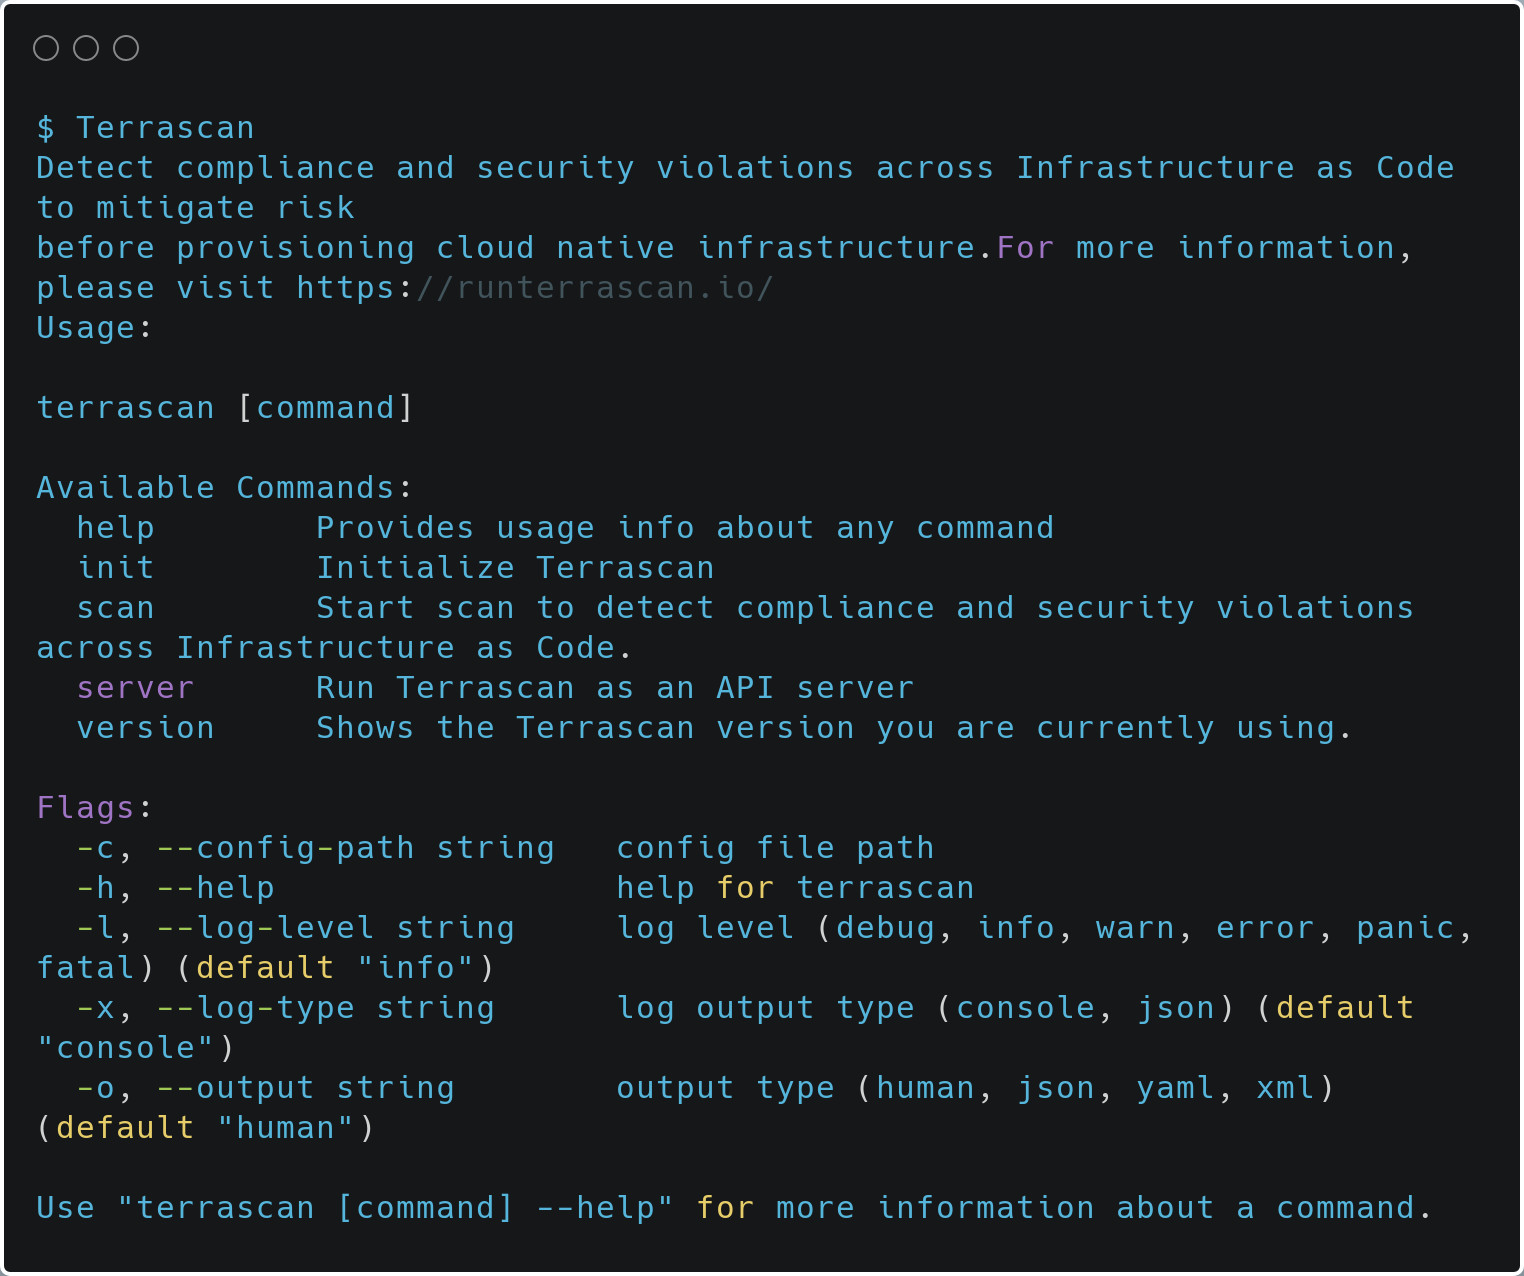 $ Terrascan
Detect compliance and security violations across Infrastructure as Code
to mitigate risk
before provisioning cloud native infrastructure.For more information,
please visit https://runterrascan.io/
Usage:

terrascan [command]

Available Commands:
  help        Provides usage info about any command
  init        Initialize Terrascan
  scan        Start scan to detect compliance and security violations
across Infrastructure as Code.
  server      Run Terrascan as an API server
  version     Shows the Terrascan version you are currently using.

Flags:
  -c, --config-path string   config file path
  -h, --help                 help for terrascan
  -l, --log-level string     log level (debug, info, warn, error, panic,
fatal) (default "info")
  -x, --log-type string      log output type (console, json) (default
"console")
  -o, --output string        output type (human, json, yaml, xml)
(default "human")

Use "terrascan [command] --help" for more information about a command.